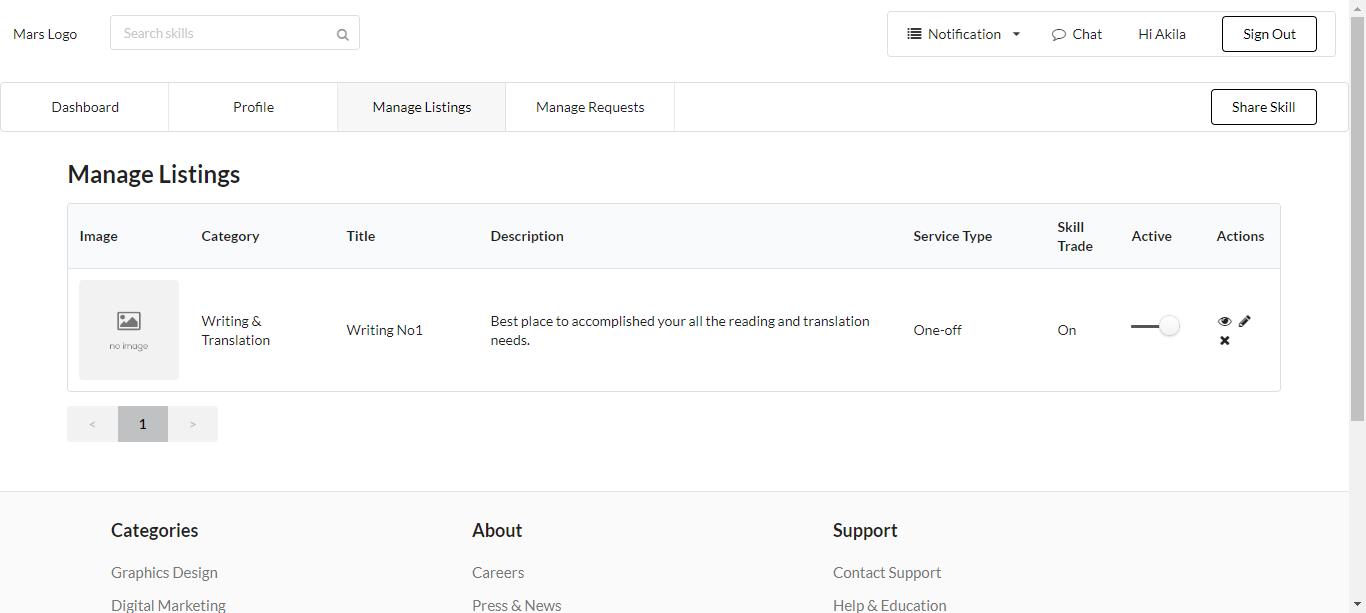 Mars Logo
Search skills
Notification
Chat
Hi Akila
Sign Out
Dashboard
Profile
Manage Listings
Manage Requests
Share Skill
Manage Listings
Image
Category
Title
Description
Service Type
Skill
Trade
Active
Actions
no image
Writing &
Translation
Writing No1
Best place to accomplished your all the reading and translation
needs.
One-off
On
<
1
>
Categories
About
Support
Graphics Design
Careers
Contact Support
Digital Marketing
Press & News
Help & Education